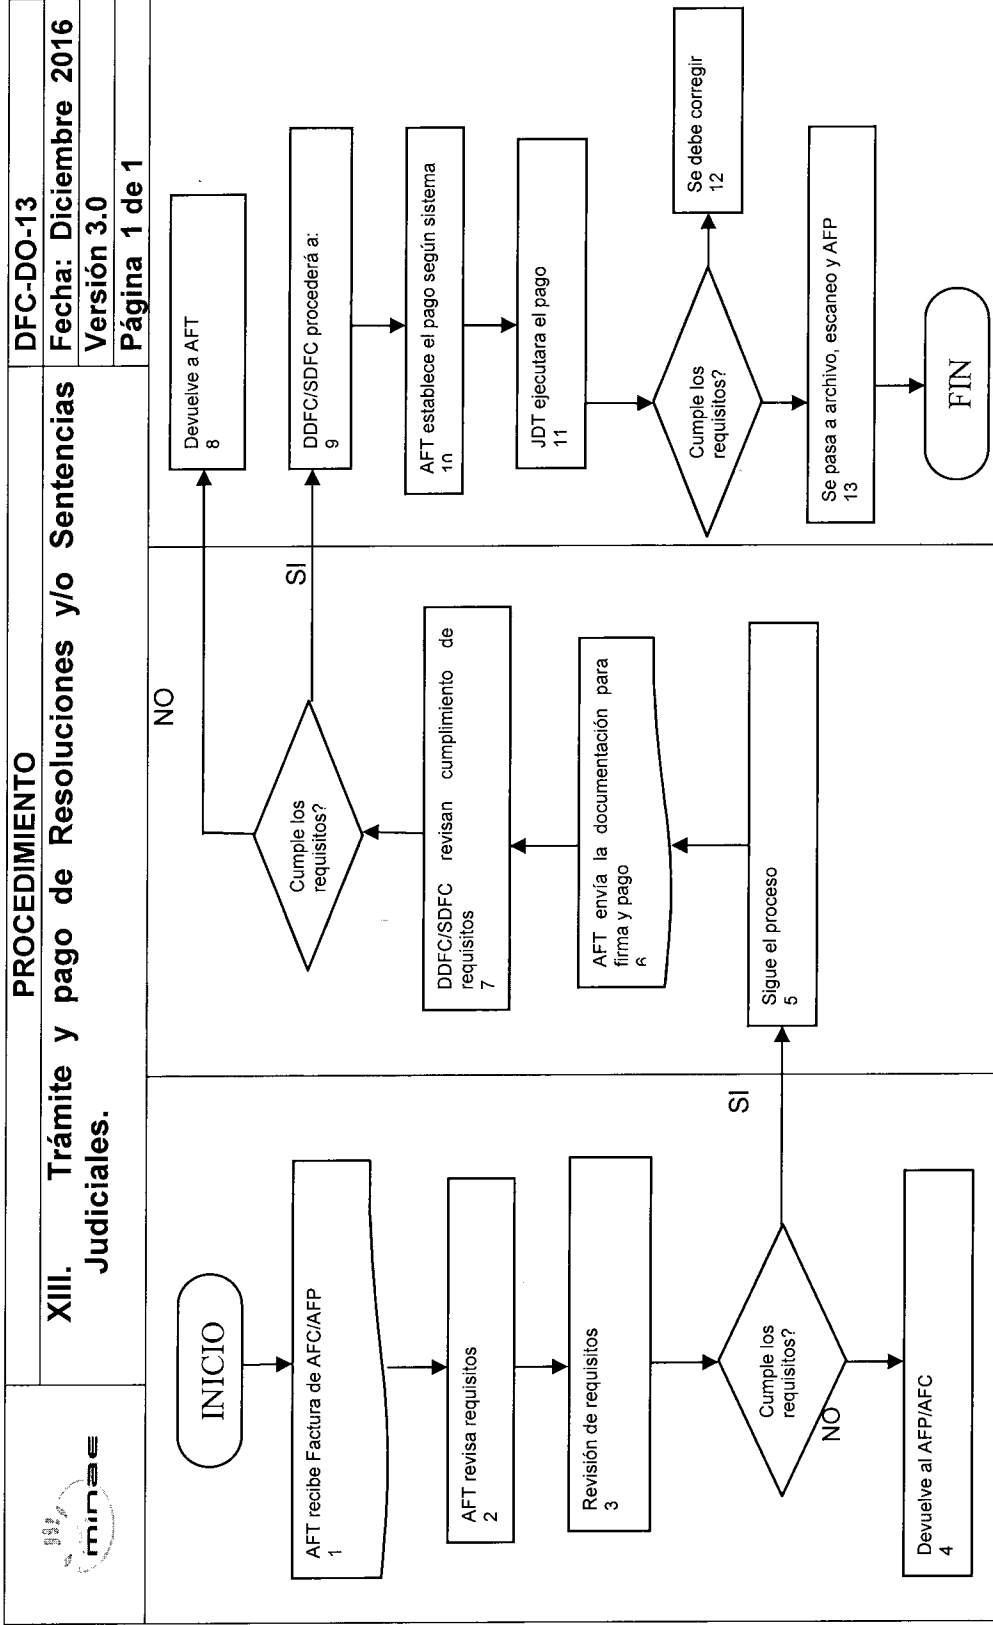 minae
PROCEDIMIENTO
XIII. Trámite y pago de Resoluciones y/o Sentencias
Judiciales.
DFC-DO-13
Fecha: Diciembre 2016
Versión 3.0
Página 1 de 1
INICIO
AFT recibe Factura de AFC/AFP
1
AFT revisa requisitos
2
Revisión de requisitos
3
Cumple los
requisitos?
NO
SI
Devuelve al AFP/AFC
4
Sigue el proceso
5
AFT envía la documentación para
firma y pago
6
DDFC/SDFC revisan cumplimiento de
requisitos
7
Cumple los
requisitos?
NO
SI
Devuelve a AFT
8
DDFC/SDFC procederá a:
9
AFT establece el pago según sistema
10
JDT ejecutara el pago
11
Cumple los
requisitos?
Se debe corregir
12
Se pasa a archivo, escaneo y AFP
13
FIN